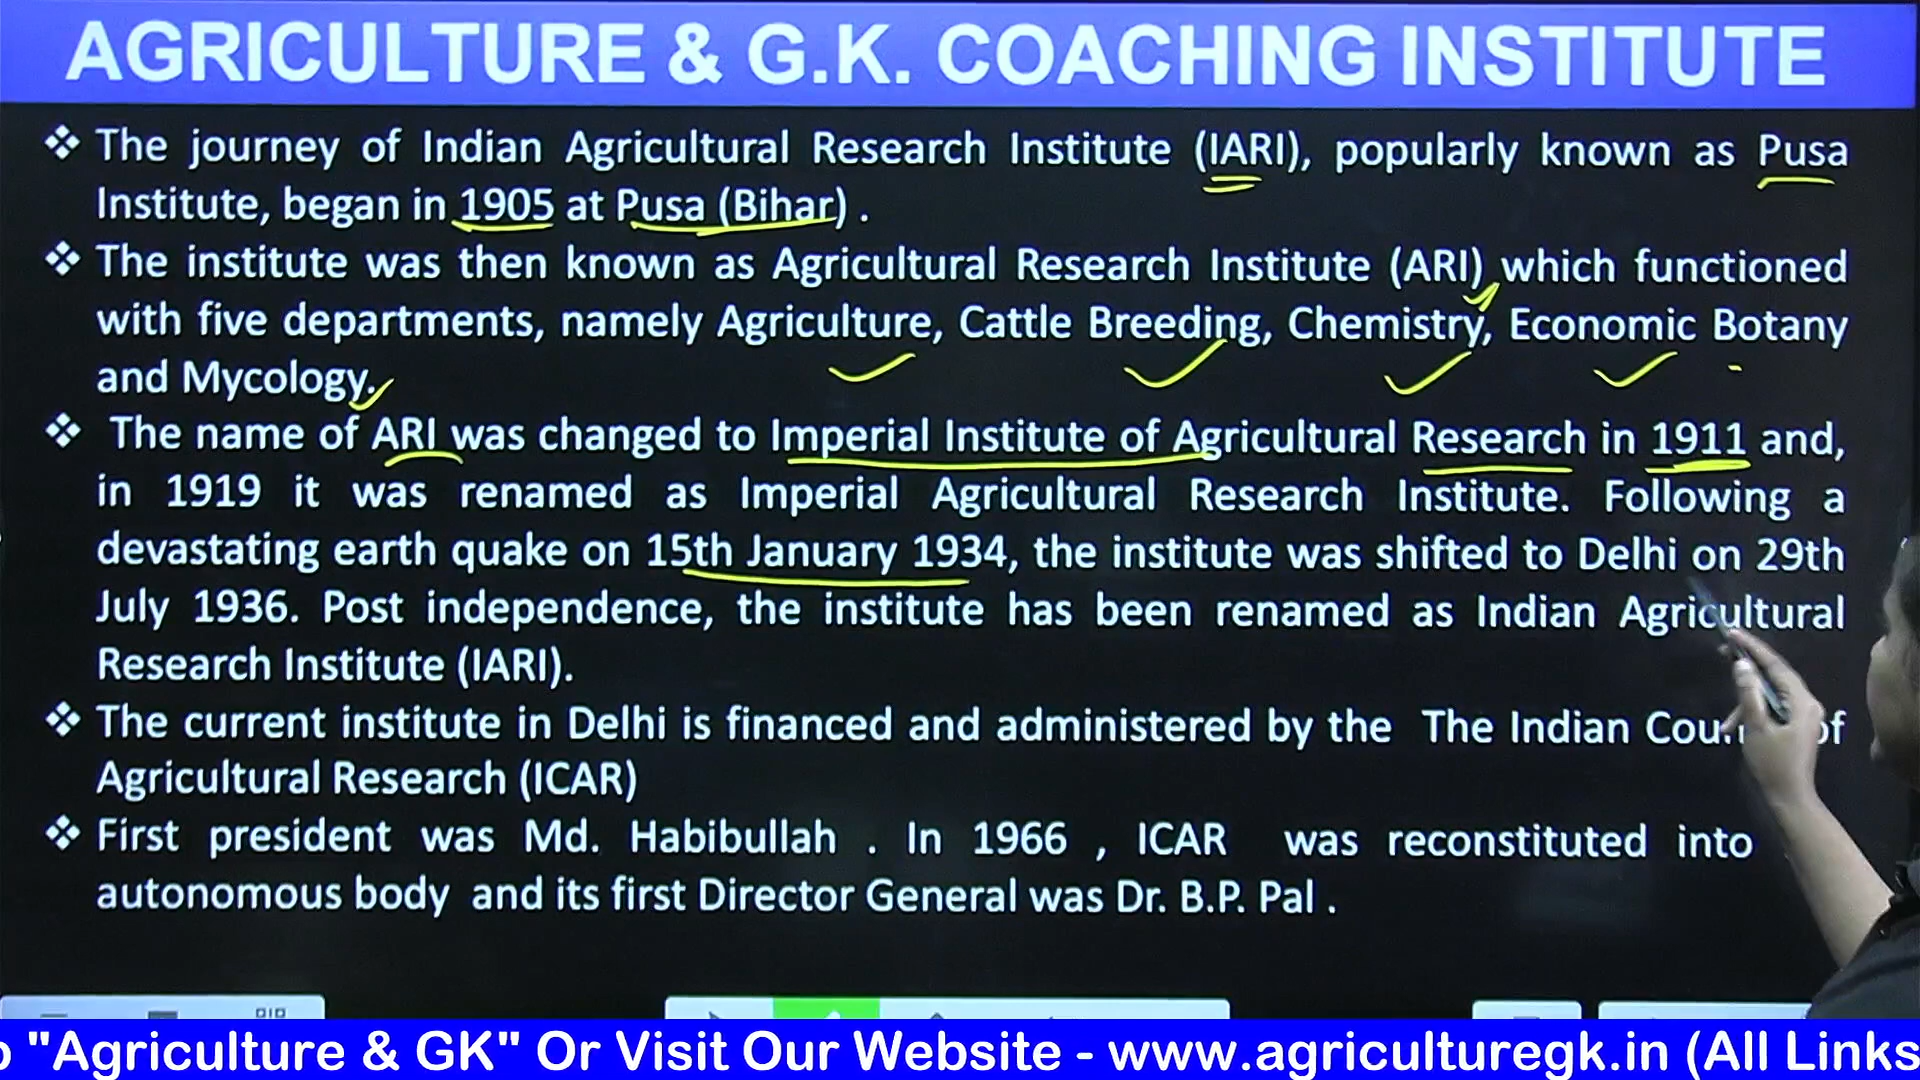 AGRICULTURE & G.K. COACHING INSTITUTE
❖ The journey of Indian Agricultural Research Institute (IARI), popularly known as Pusa
Institute, began in 1905 at Pusa (Bihar) .
❖ The institute was then known as Agricultural Research Institute (ARI) which functioned
with five departments, namely Agriculture, Cattle Breeding, Chemistry, Economic Botany
and Mycology.
❖ The name of ARI was changed to Imperial Institute of Agricultural Research in 1911 and,
in 1919 it was renamed as Imperial Agricultural Research Institute. Following a
devastating earth quake on 15th January 1934, the institute was shifted to Delhi on 29th
July 1936. Post independence, the institute has been renamed as Indian Agricultural
Research Institute (IARI).
❖ The current institute in Delhi is financed and administered by the The Indian of
Agricultural Research (ICAR)
❖ First president was Md. Habibullah . In 1966 , ICAR was reconstituted into
autonomous body and its first Director General was Dr. B.P. Pal .
"Agriculture & GK" Or Visit Our Website - www.agriculturegk.in (All Links